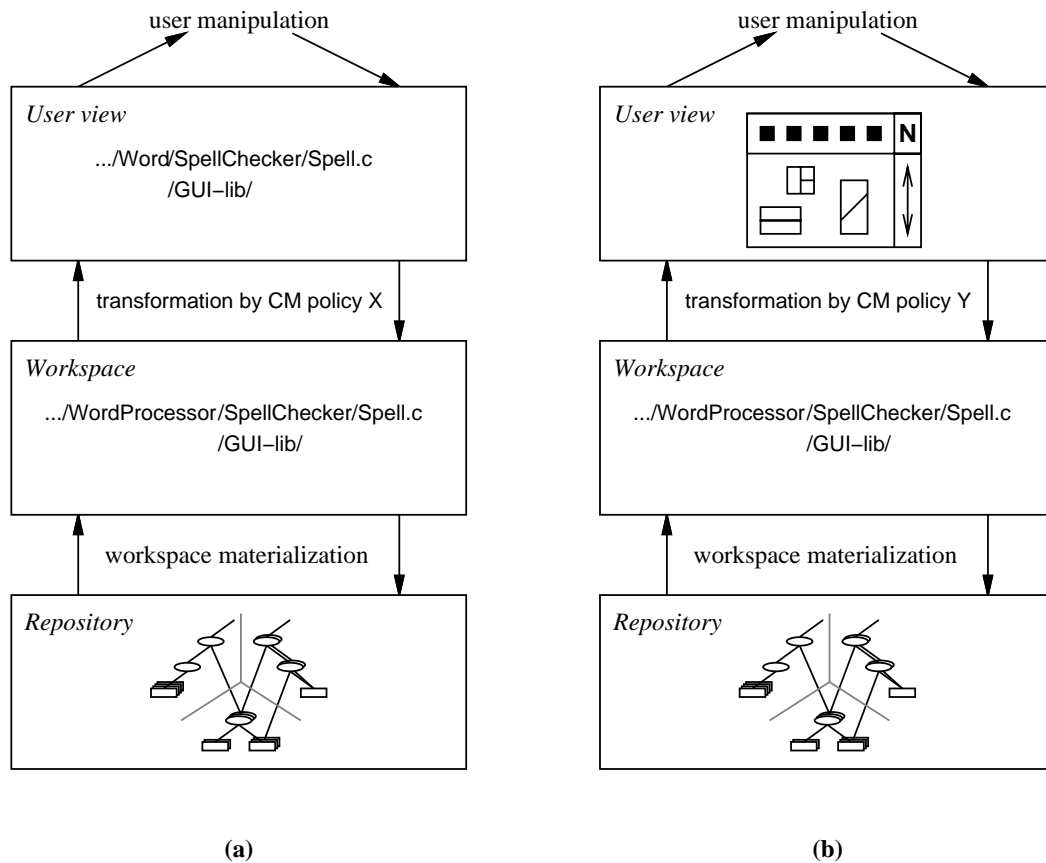 user manipulation
User view
.../Word/SpellChecker/Spell.c
/GUI−lib/
transformation by CM policy X
Workspace
.../WordProcessor/SpellChecker/Spell.c
/GUI−lib/
workspace materialization
Repository
(a)
user manipulation
User view
N
transformation by CM policy Y
Workspace
.../WordProcessor/SpellChecker/Spell.c
/GUI−lib/
workspace materialization
Repository
(b)